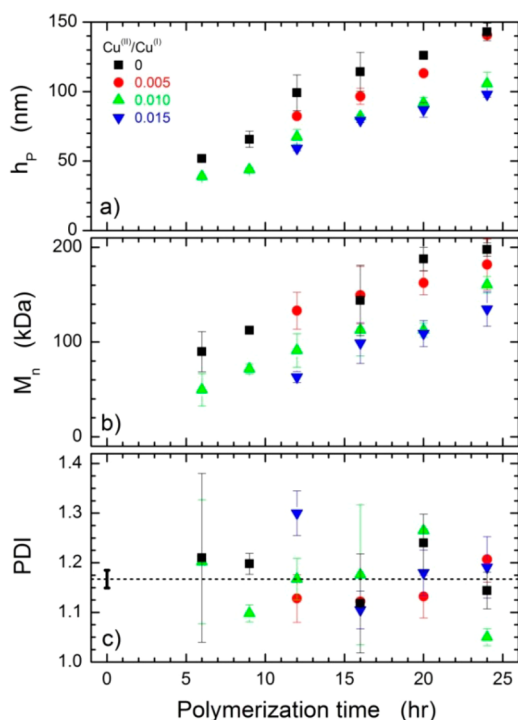 150
Cu(II)/Cu(I)
0
0.005
0.010
0.015
100
hP (nm)
50
a)
0
200
Mn (kDa)
100
b)
0
1.4
1.3
PDI
1.2
1.1
c)
1.0
0 5 10 15 20 25
Polymerization time (hr)